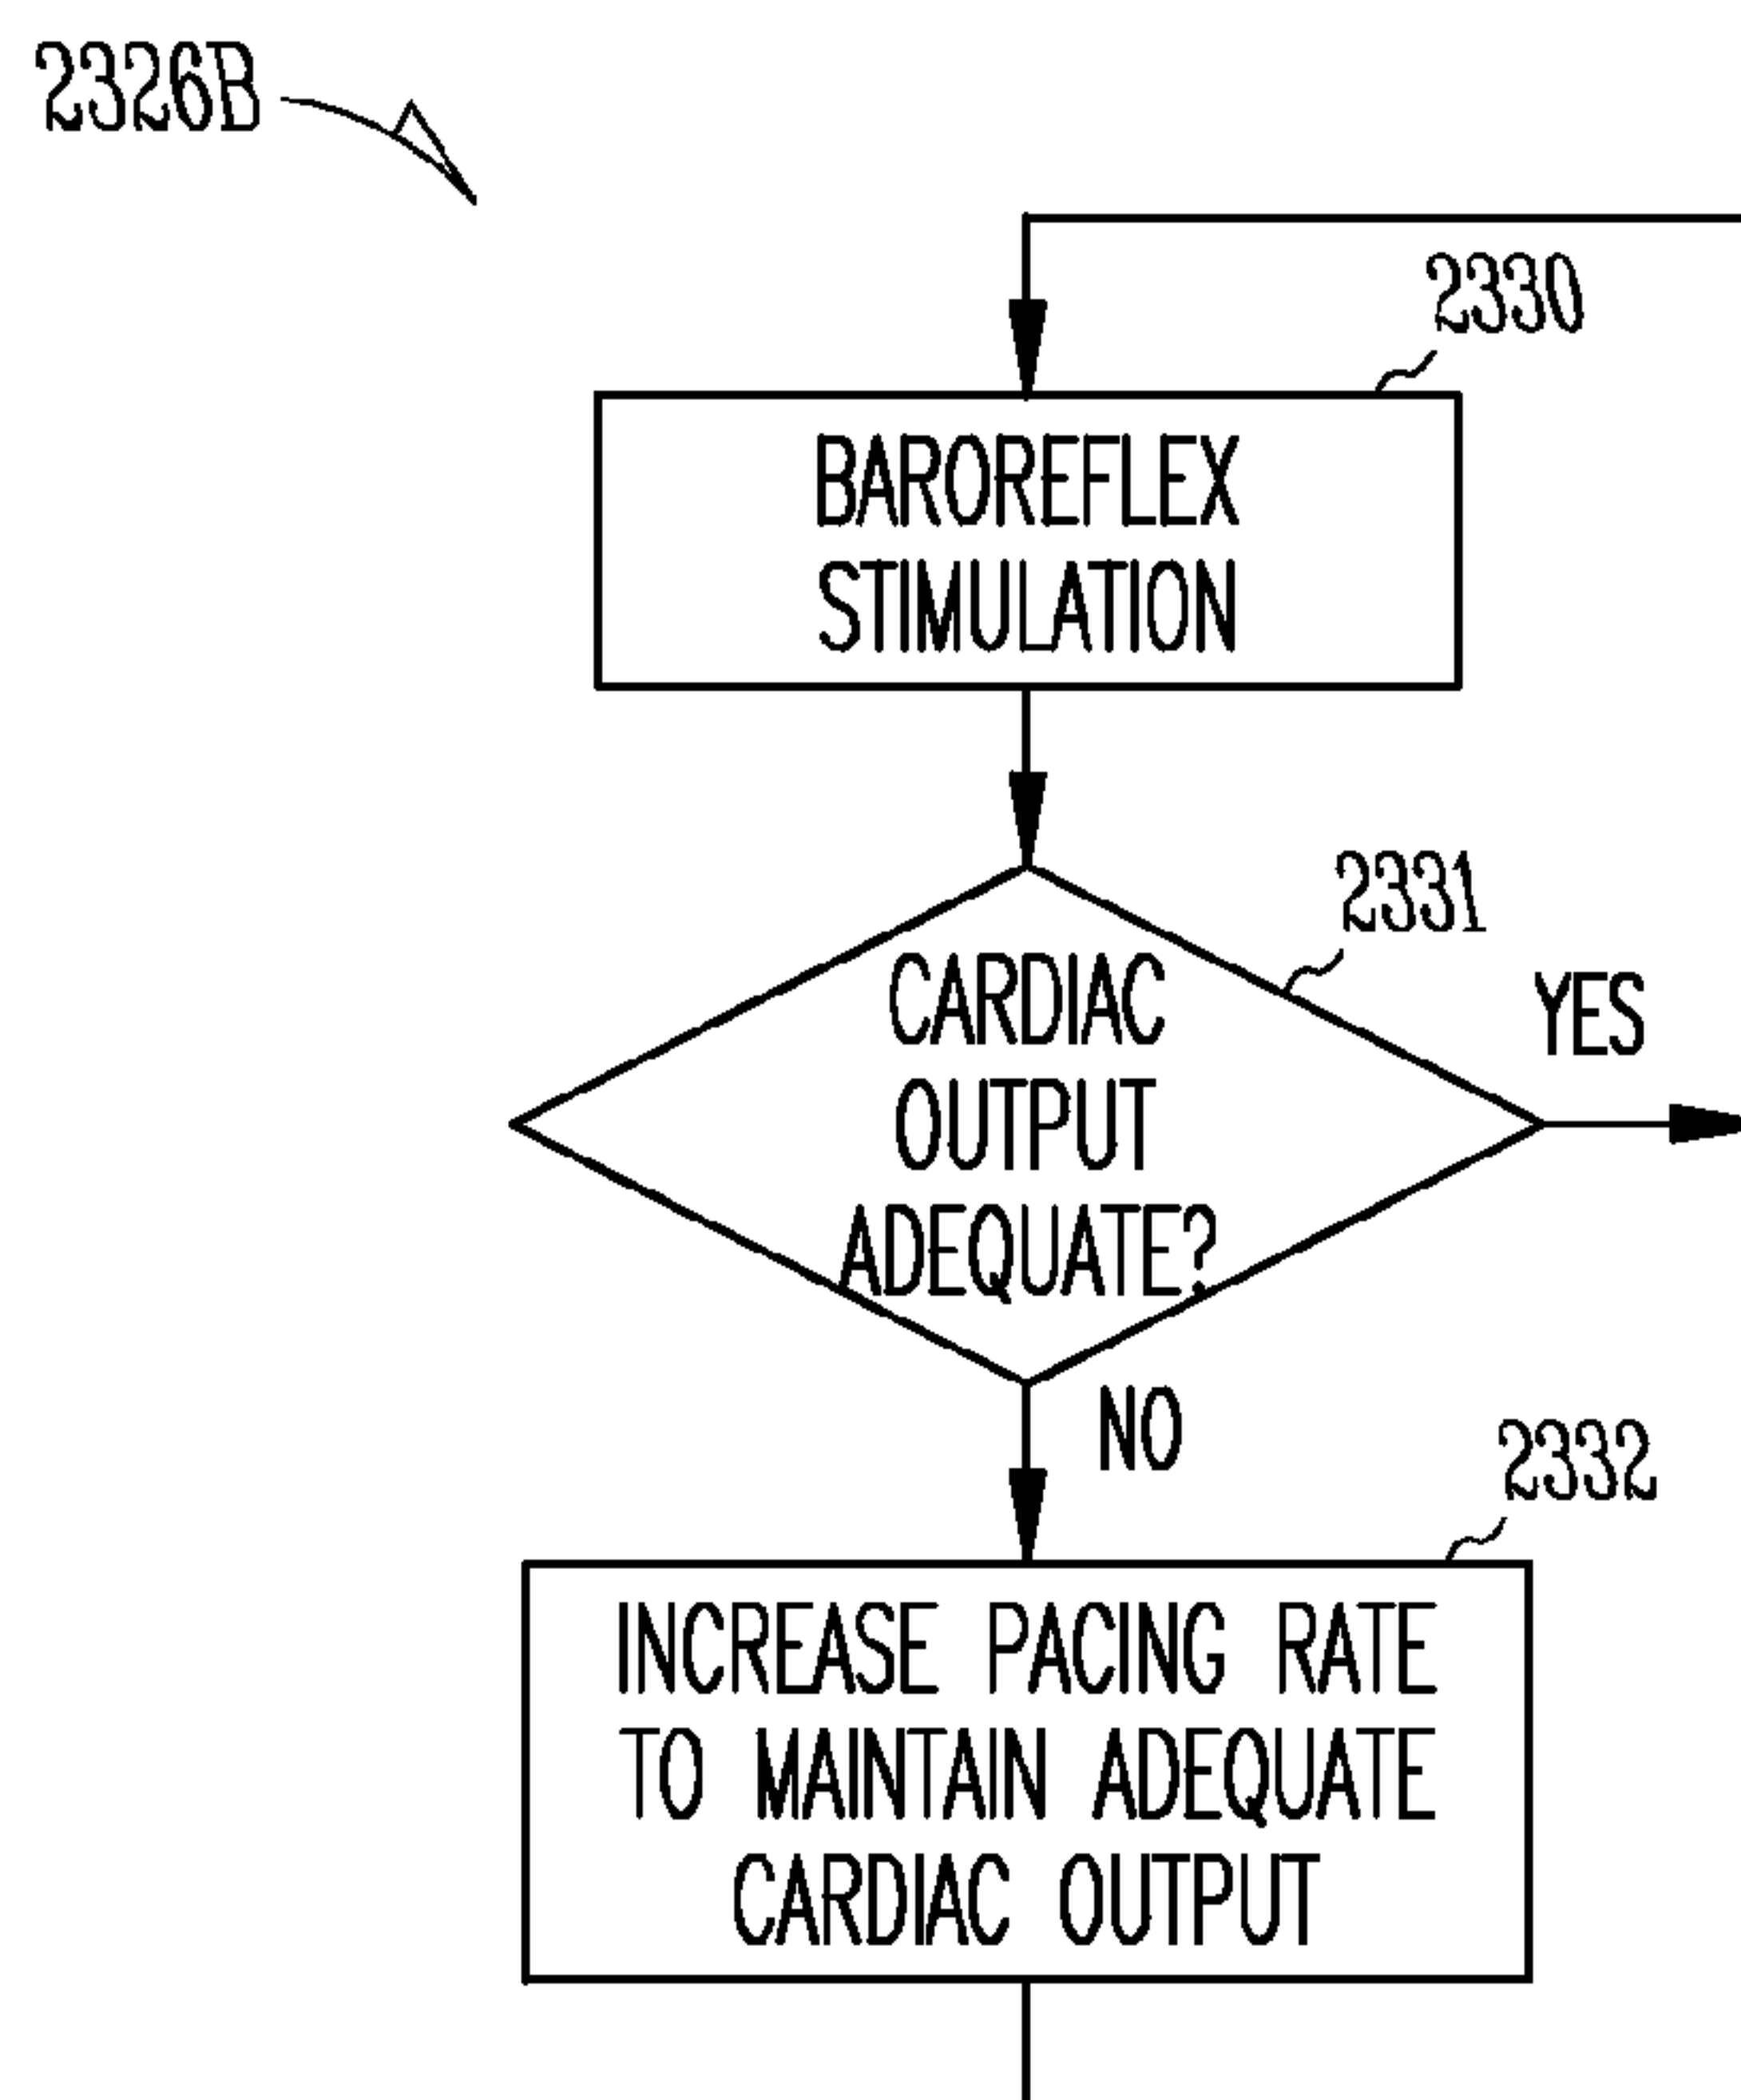 2326B
2330
BAROREFLEX
STIMULATION
2331
CARDIAC
OUTPUT
ADEQUATE?
YES
NO
2332
INCREASE PACING RATE
TO MAINTAIN ADEQUATE
CARDIAC OUTPUT